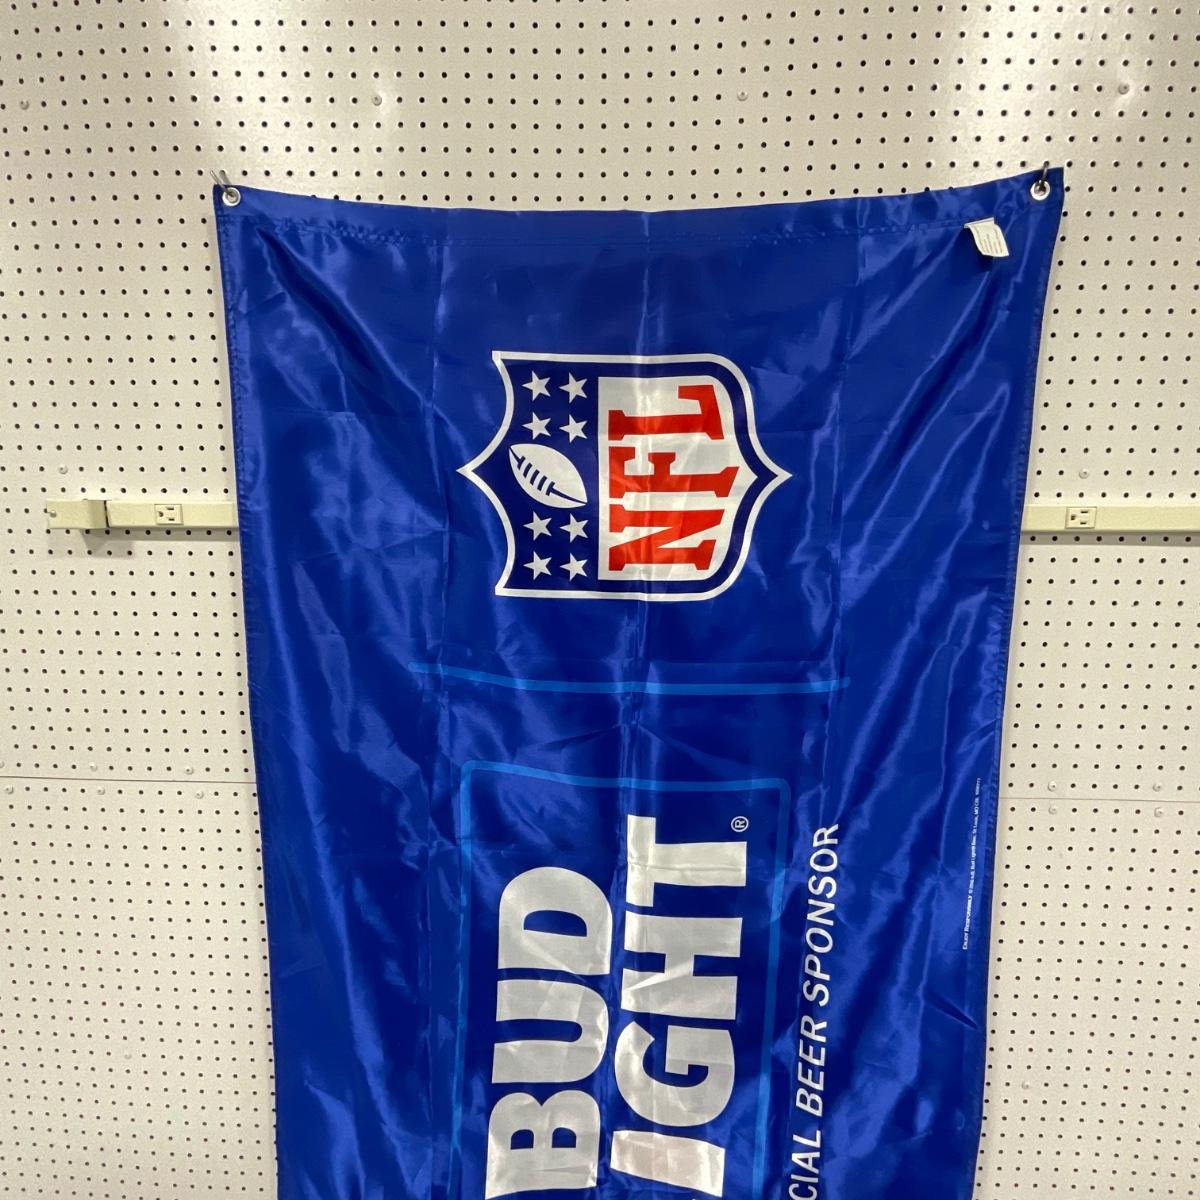 NFL
BUD
IGHT®
CIAL BEER SPONSOR